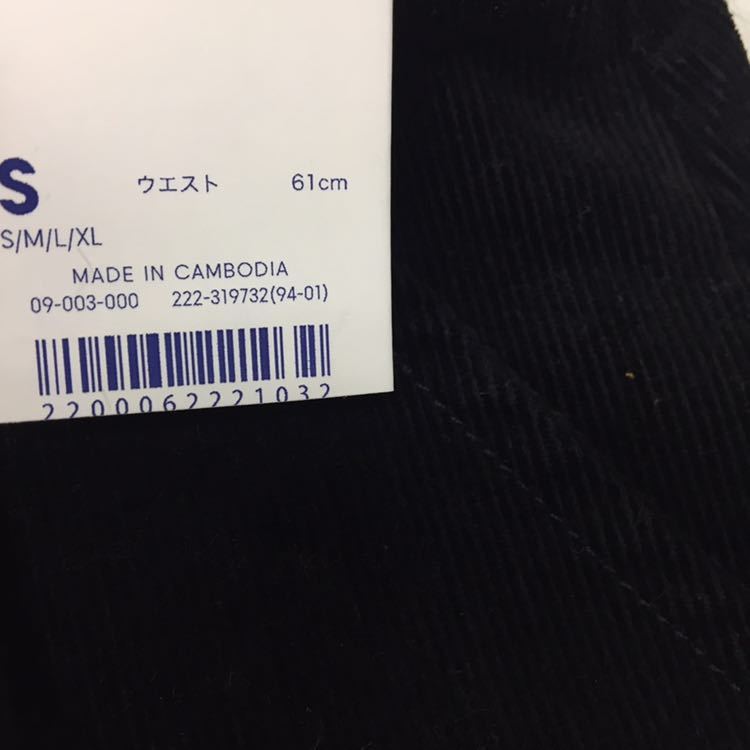 S ウエスト 61cm
S/M/L/XL
MADE IN CAMBODIA
09-003-000 222-319732(94-01)
2200062221032